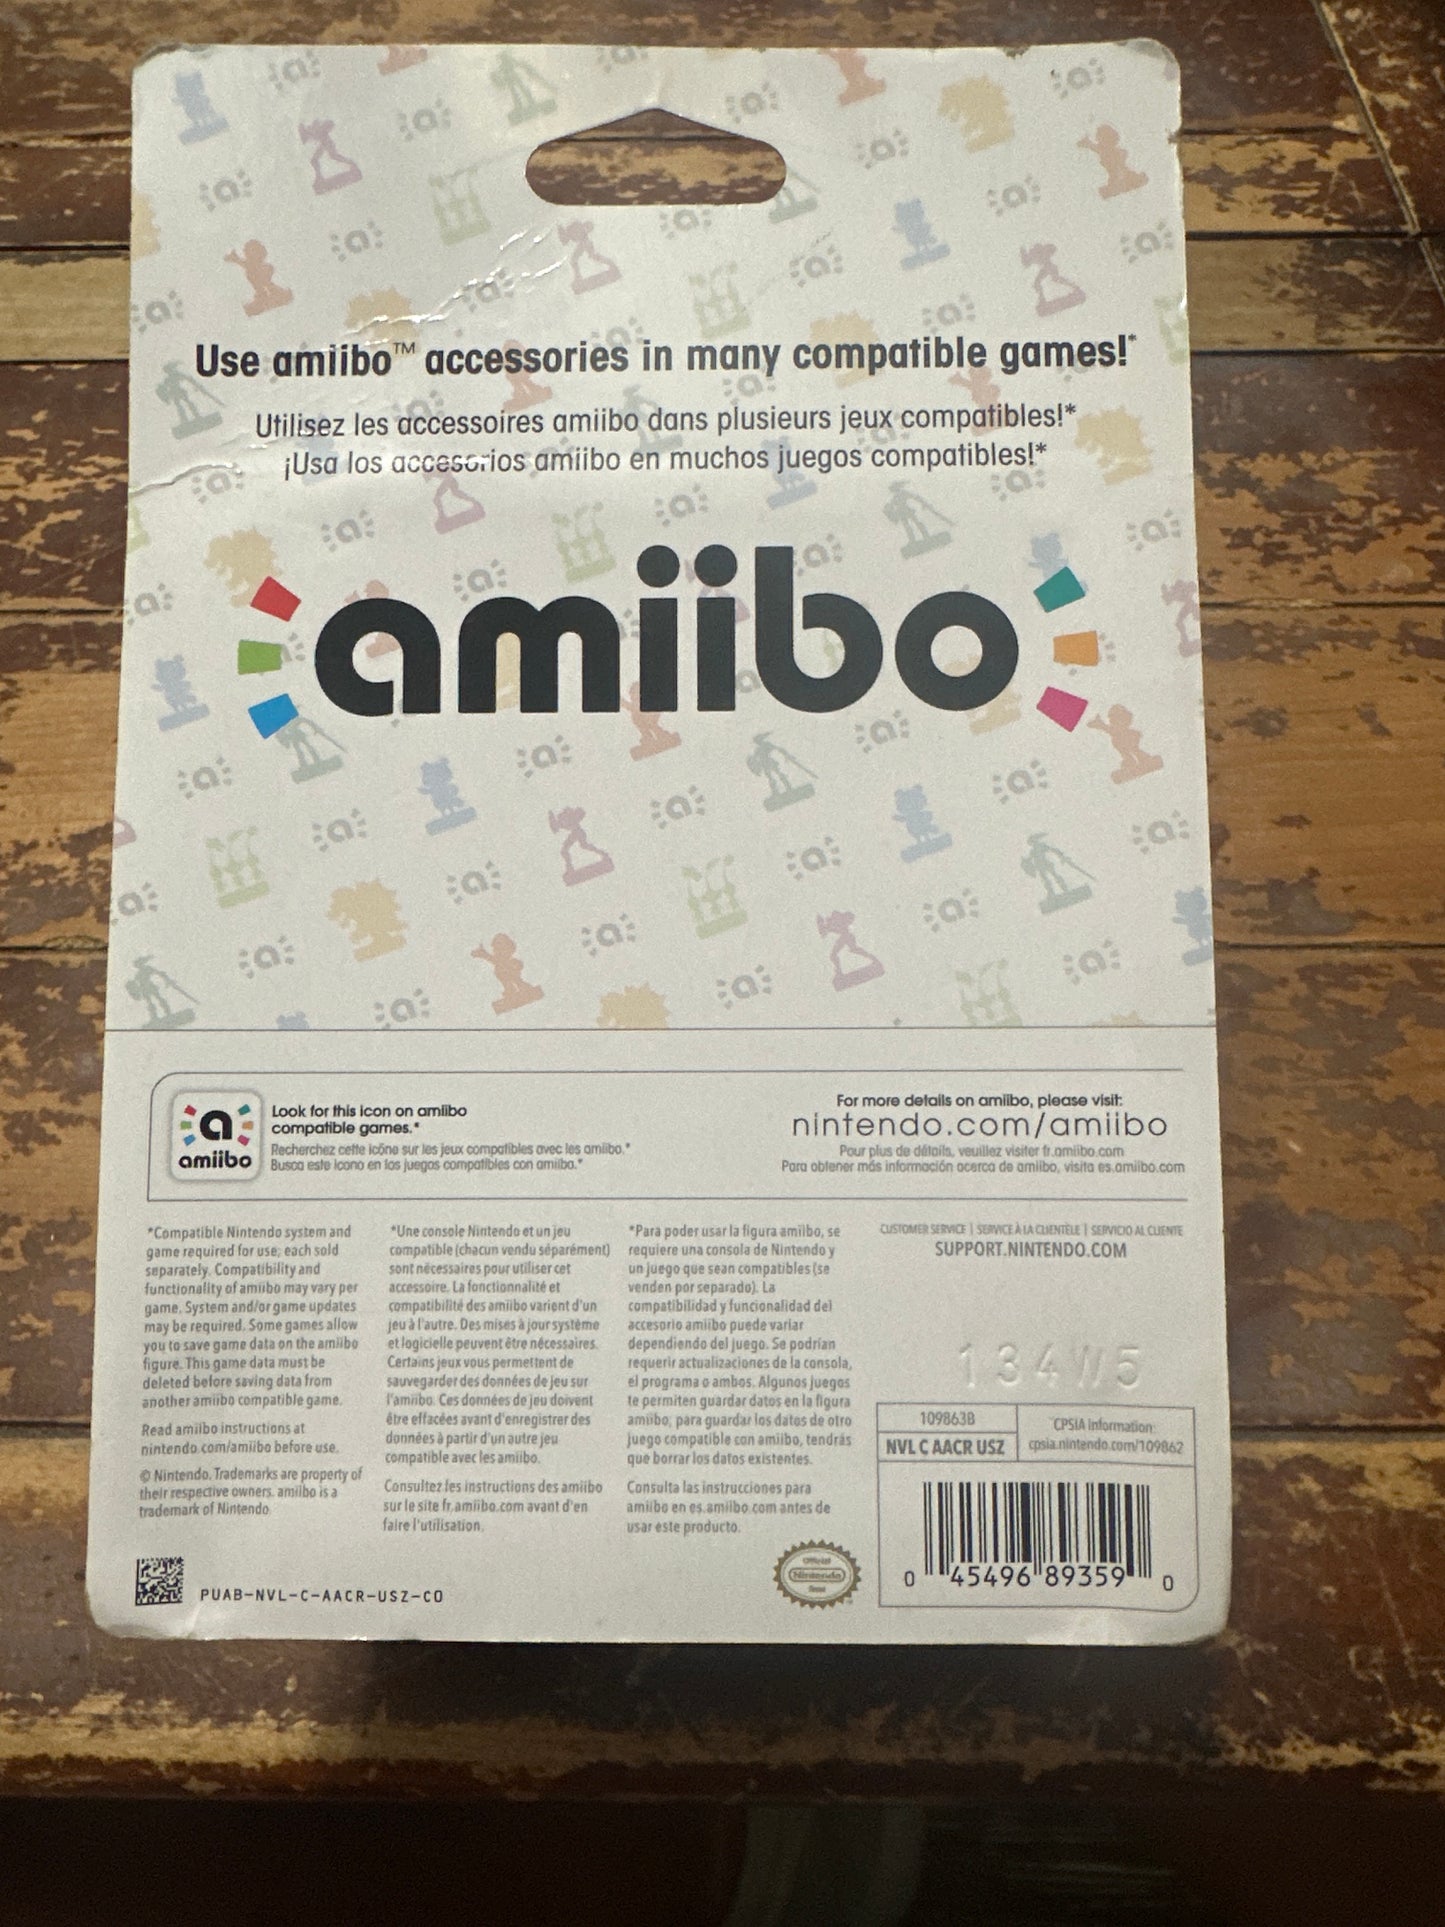 Use amiibo™ accessories in many compatible games!*
Utilisez les accessoires amiibo dans plusieurs jeux compatibles!*
¡Usa los accesorios amiibo en muchos juegos compatibles!*
amiibo
a
amiibo
Look for this icon on amiibo
compatible games.*
Recherchez cette icône sur les jeux compatibles avec les amiibo.*
Busca este icono en los juegos compatibles con amiibo.*
For more details on amiibo, please visit:
nintendo.com/amiibo
Pour plus de détails, veuillez visiter fr.amiibo.com
Para obtener más información acerca de amiibo, visita es.amiibo.com
*Compatible Nintendo system and
game required for use; each sold
separately. Compatibility and
functionality of amiibo may vary per
game. System and/or game updates
may be required. Some games allow
you to save game data on the amiibo
figure. This game data must be
deleted before saving data from
another amiibo compatible game.
Read amiibo instructions at
nintendo.com/amiibo before use.
© Nintendo. Trademarks are property of
their respective owners. amiibo is a
trademark of Nintendo.
*Une console Nintendo et un jeu
compatible (chacun vendu séparément)
sont nécessaires pour utiliser cet
accessoire. La fonctionnalité et
compatibilité des amiibo varient d'un
jeu à l'autre. Des mises à jour système
et logicielle peuvent être nécessaires.
Certains jeux vous permettent de
sauvegarder des données de jeu sur
l'amiibo. Ces données de jeu doivent
être effacées avant d'enregistrer des
données à partir d'un autre jeu
compatible avec les amiibo.
Consultez les instructions des amiibo
sur le site fr.amiibo.com avant d'en
faire l'utilisation.
*Para poder usar la figura amiibo, se
requiere una consola de Nintendo y
un juego que sean compatibles (se
venden por separado). La
compatibilidad y funcionalidad del
accesorio amiibo puede variar
dependiendo del juego. Se podrían
requerir actualizaciones de la consola,
el programa o ambos. Algunos juegos
te permiten guardar datos en la figura
amiibo; para guardar los datos de otro
juego compatible con amiibo, tendrás
que borrar los datos existentes.
Consulta las instrucciones para
amiibo en es.amiibo.com antes de
usar este producto.
CUSTOMER SERVICE | SERVICE À LA CLIENTÈLE | SERVICIO AL CLIENTE
SUPPORT.NINTENDO.COM
134W5
109863B
NVL C AACR USZ
CPSIA Information:
cpsia.nintendo.com/109862
0 45496 89359 0
Official
Nintendo
Seal
PUAB-NVL-C-AACR-USZ-C0